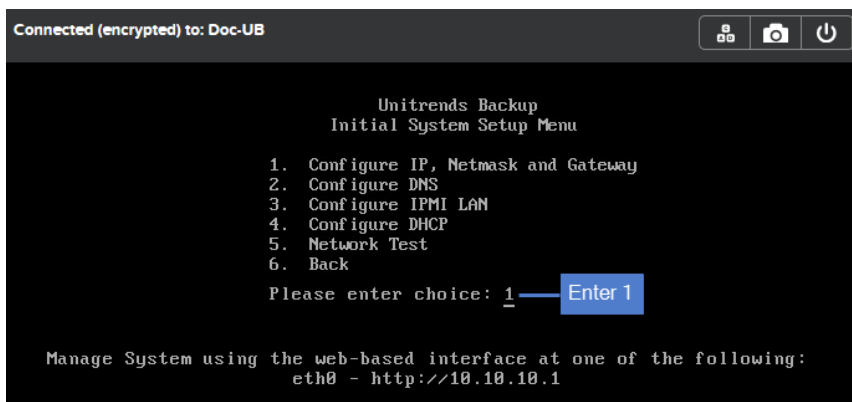 Connected (encrypted) to: Doc-UB
Unitrends Backup
Initial System Setup Menu
1. Configure IP, Netmask and Gateway
2. Configure DNS
3. Configure IPMI LAN
4. Configure DHCP
5. Network Test
6. Back
Please enter choice: 1 Enter 1
Manage System using the web-based interface at one of the following:
eth0 - http://10.10.10.1